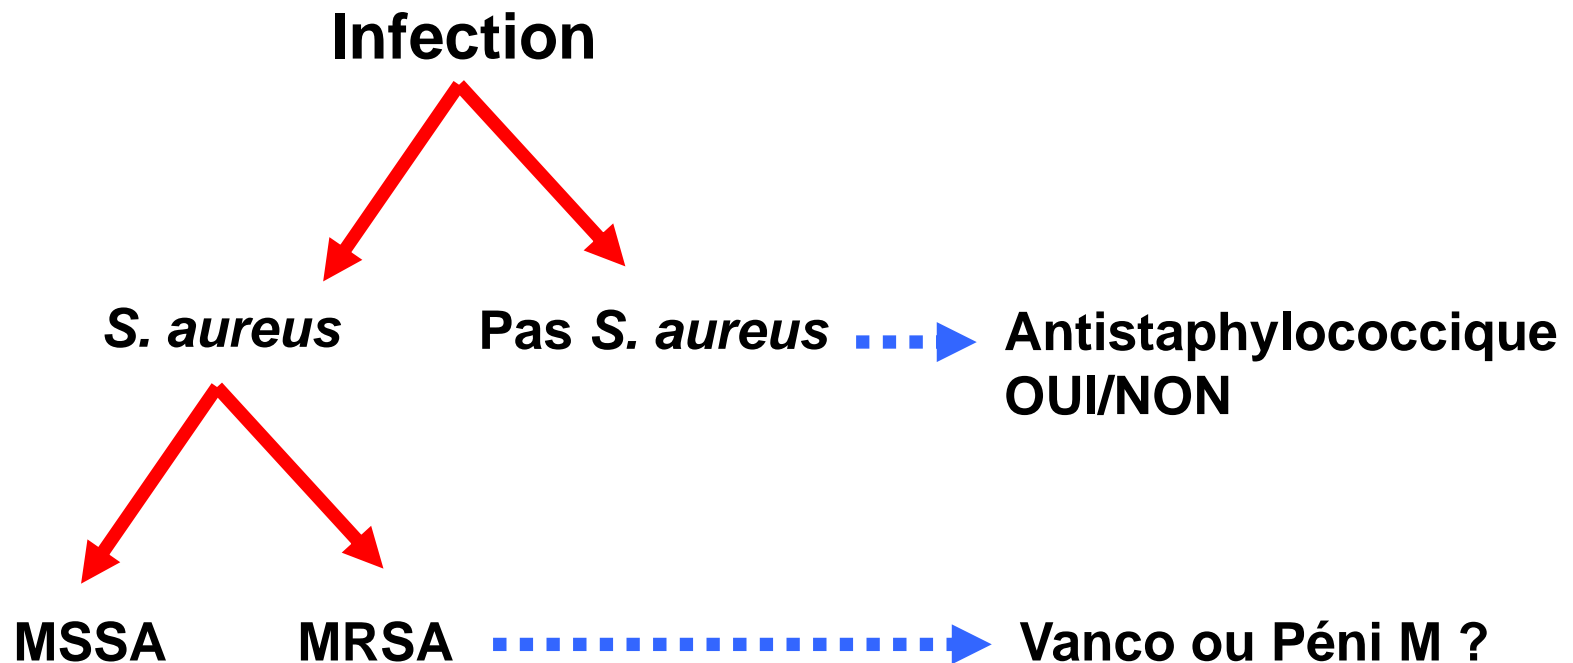 Infection
S. aureus
Pas S. aureus
Antistaphylococcique
OUI/NON
MSSA
MRSA
Vanco ou Péni M ?